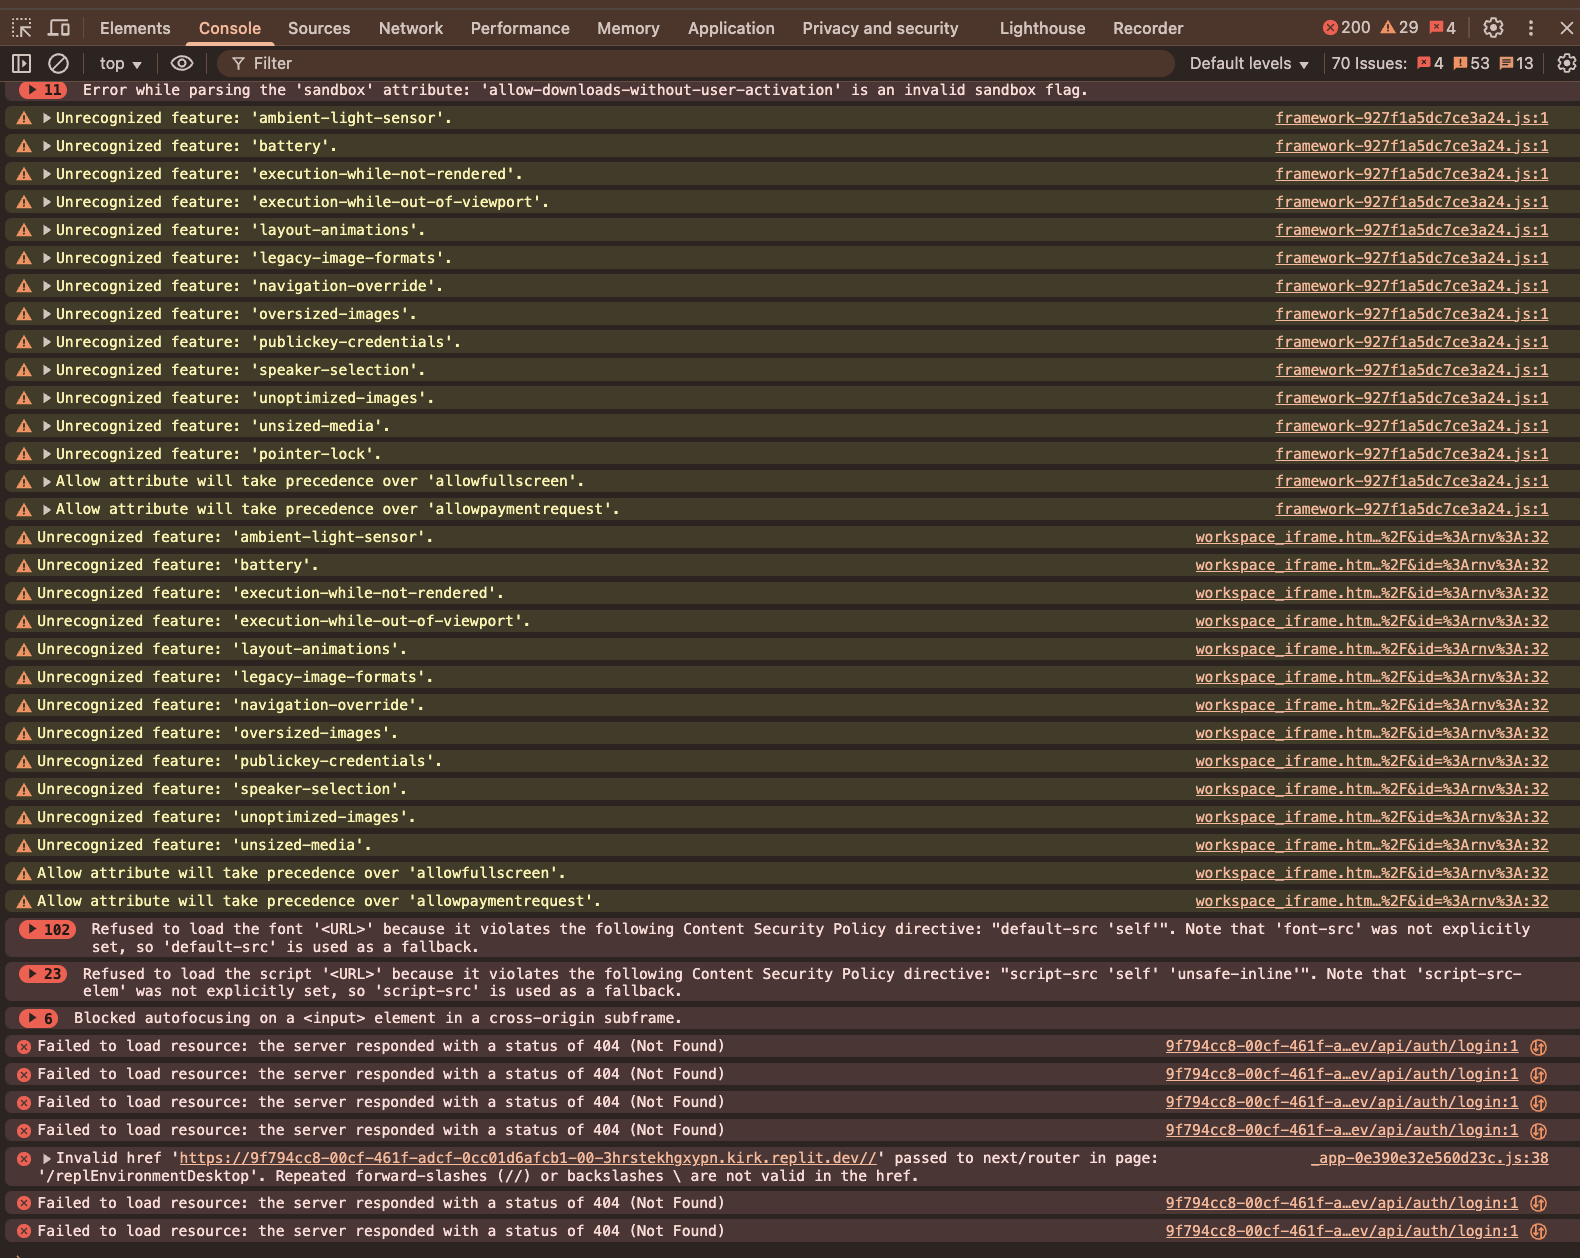 Elements Console Sources Network Performance Memory Application Privacy and security Lighthouse Recorder 200 29 4
top Filter Default levels 70 Issues: 4 53 13
11 Error while parsing the 'sandbox' attribute: 'allow-downloads-without-user-activation' is an invalid sandbox flag.
Unrecognized feature: 'ambient-light-sensor'. framework-927f1a5dc7ce3a24.js:1
Unrecognized feature: 'battery'. framework-927f1a5dc7ce3a24.js:1
Unrecognized feature: 'execution-while-not-rendered'. framework-927f1a5dc7ce3a24.js:1
Unrecognized feature: 'execution-while-out-of-viewport'. framework-927f1a5dc7ce3a24.js:1
Unrecognized feature: 'layout-animations'. framework-927f1a5dc7ce3a24.js:1
Unrecognized feature: 'legacy-image-formats'. framework-927f1a5dc7ce3a24.js:1
Unrecognized feature: 'navigation-override'. framework-927f1a5dc7ce3a24.js:1
Unrecognized feature: 'oversized-images'. framework-927f1a5dc7ce3a24.js:1
Unrecognized feature: 'publickey-credentials'. framework-927f1a5dc7ce3a24.js:1
Unrecognized feature: 'speaker-selection'. framework-927f1a5dc7ce3a24.js:1
Unrecognized feature: 'unoptimized-images'. framework-927f1a5dc7ce3a24.js:1
Unrecognized feature: 'unsized-media'. framework-927f1a5dc7ce3a24.js:1
Unrecognized feature: 'pointer-lock'. framework-927f1a5dc7ce3a24.js:1
Allow attribute will take precedence over 'allowfullscreen'. framework-927f1a5dc7ce3a24.js:1
Allow attribute will take precedence over 'allowpaymentrequest'. framework-927f1a5dc7ce3a24.js:1
Unrecognized feature: 'ambient-light-sensor'. workspace_iframe.htm…%2F&id=%3Arnv%3A:32
Unrecognized feature: 'battery'. workspace_iframe.htm…%2F&id=%3Arnv%3A:32
Unrecognized feature: 'execution-while-not-rendered'. workspace_iframe.htm…%2F&id=%3Arnv%3A:32
Unrecognized feature: 'execution-while-out-of-viewport'. workspace_iframe.htm…%2F&id=%3Arnv%3A:32
Unrecognized feature: 'layout-animations'. workspace_iframe.htm…%2F&id=%3Arnv%3A:32
Unrecognized feature: 'legacy-image-formats'. workspace_iframe.htm…%2F&id=%3Arnv%3A:32
Unrecognized feature: 'navigation-override'. workspace_iframe.htm…%2F&id=%3Arnv%3A:32
Unrecognized feature: 'oversized-images'. workspace_iframe.htm…%2F&id=%3Arnv%3A:32
Unrecognized feature: 'publickey-credentials'. workspace_iframe.htm…%2F&id=%3Arnv%3A:32
Unrecognized feature: 'speaker-selection'. workspace_iframe.htm…%2F&id=%3Arnv%3A:32
Unrecognized feature: 'unoptimized-images'. workspace_iframe.htm…%2F&id=%3Arnv%3A:32
Unrecognized feature: 'unsized-media'. workspace_iframe.htm…%2F&id=%3Arnv%3A:32
Allow attribute will take precedence over 'allowfullscreen'. workspace_iframe.htm…%2F&id=%3Arnv%3A:32
Allow attribute will take precedence over 'allowpaymentrequest'. workspace_iframe.htm…%2F&id=%3Arnv%3A:32
102 Refused to load the font '<URL>' because it violates the following Content Security Policy directive: "default-src 'self'". Note that 'font-src' was not explicitly
set, so 'default-src' is used as a fallback.
23 Refused to load the script '<URL>' because it violates the following Content Security Policy directive: "script-src 'self' 'unsafe-inline'". Note that 'script-src-
elem' was not explicitly set, so 'script-src' is used as a fallback.
6 Blocked autofocusing on a <input> element in a cross-origin subframe.
Failed to load resource: the server responded with a status of 404 (Not Found) 9f794cc8-00cf-461f-a…ev/api/auth/login:1
Failed to load resource: the server responded with a status of 404 (Not Found) 9f794cc8-00cf-461f-a…ev/api/auth/login:1
Failed to load resource: the server responded with a status of 404 (Not Found) 9f794cc8-00cf-461f-a…ev/api/auth/login:1
Failed to load resource: the server responded with a status of 404 (Not Found) 9f794cc8-00cf-461f-a…ev/api/auth/login:1
Invalid href 'https://9f794cc8-00cf-461f-adcf-0cc01d6afcb1-00-3hrstekhgxypn.kirk.replit.dev//' passed to next/router in page: _app-0e390e32e560d23c.js:38
'/replEnvironmentDesktop'. Repeated forward-slashes (//) or backslashes \ are not valid in the href.
Failed to load resource: the server responded with a status of 404 (Not Found) 9f794cc8-00cf-461f-a…ev/api/auth/login:1
Failed to load resource: the server responded with a status of 404 (Not Found) 9f794cc8-00cf-461f-a…ev/api/auth/login:1